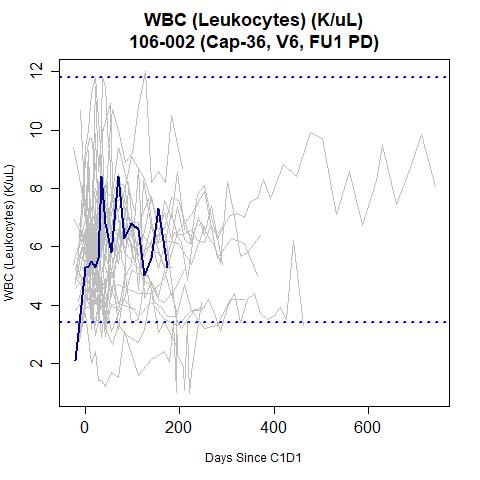 WBC (Leukocytes) (K/uL)
106-002 (Cap-36, V6, FU1 PD)
WBC (Leukocytes) (K/uL)
12
10
8
6
4
2
0 200 400 600
Days Since C1D1